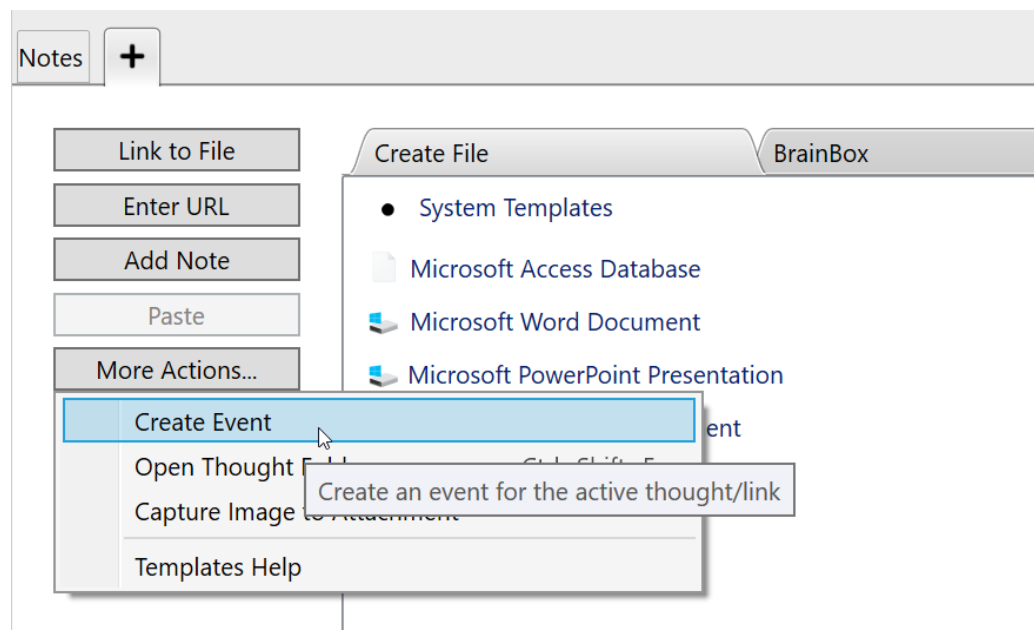 Notes
Link to File
Enter URL
Add Note
Paste
More Actions...
Create File
BrainBox
System Templates
Microsoft Access Database
Microsoft Word Document
Microsoft PowerPoint Presentation
ent
Create Event
Open Thought
Create an event for the active thought/link
Capture Image to Attachment
Templates Help